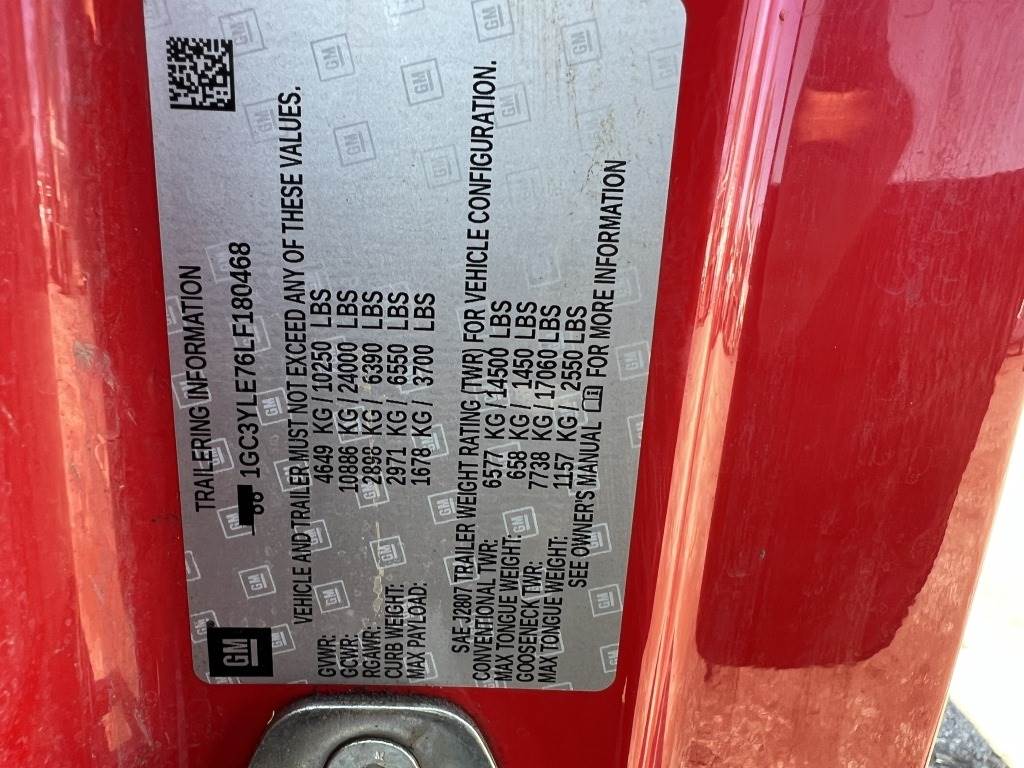 GM
TRAILERING INFORMATION
1GC3YLE76LF180468
VEHICLE AND TRAILER MUST NOT EXCEED ANY OF THESE VALUES.
GVWR: 4649 KG / 10250 LBS
GCWR: 10886 KG / 24000 LBS
RGAWR: 2898 KG / 6390 LBS
CURB WEIGHT: 2971 KG / 6550 LBS
MAX PAYLOAD: 1678 KG / 3700 LBS
SAE J2807 TRAILER WEIGHT RATING (TWR) FOR VEHICLE CONFIGURATION.
CONVENTIONAL TWR: 6577 KG / 14500 LBS
MAX TONGUE WEIGHT: 658 KG / 1450 LBS
GOOSENECK TWR: 7738 KG / 17060 LBS
MAX TONGUE WEIGHT: 1157 KG / 2550 LBS
SEE OWNER'S MANUAL FOR MORE INFORMATION